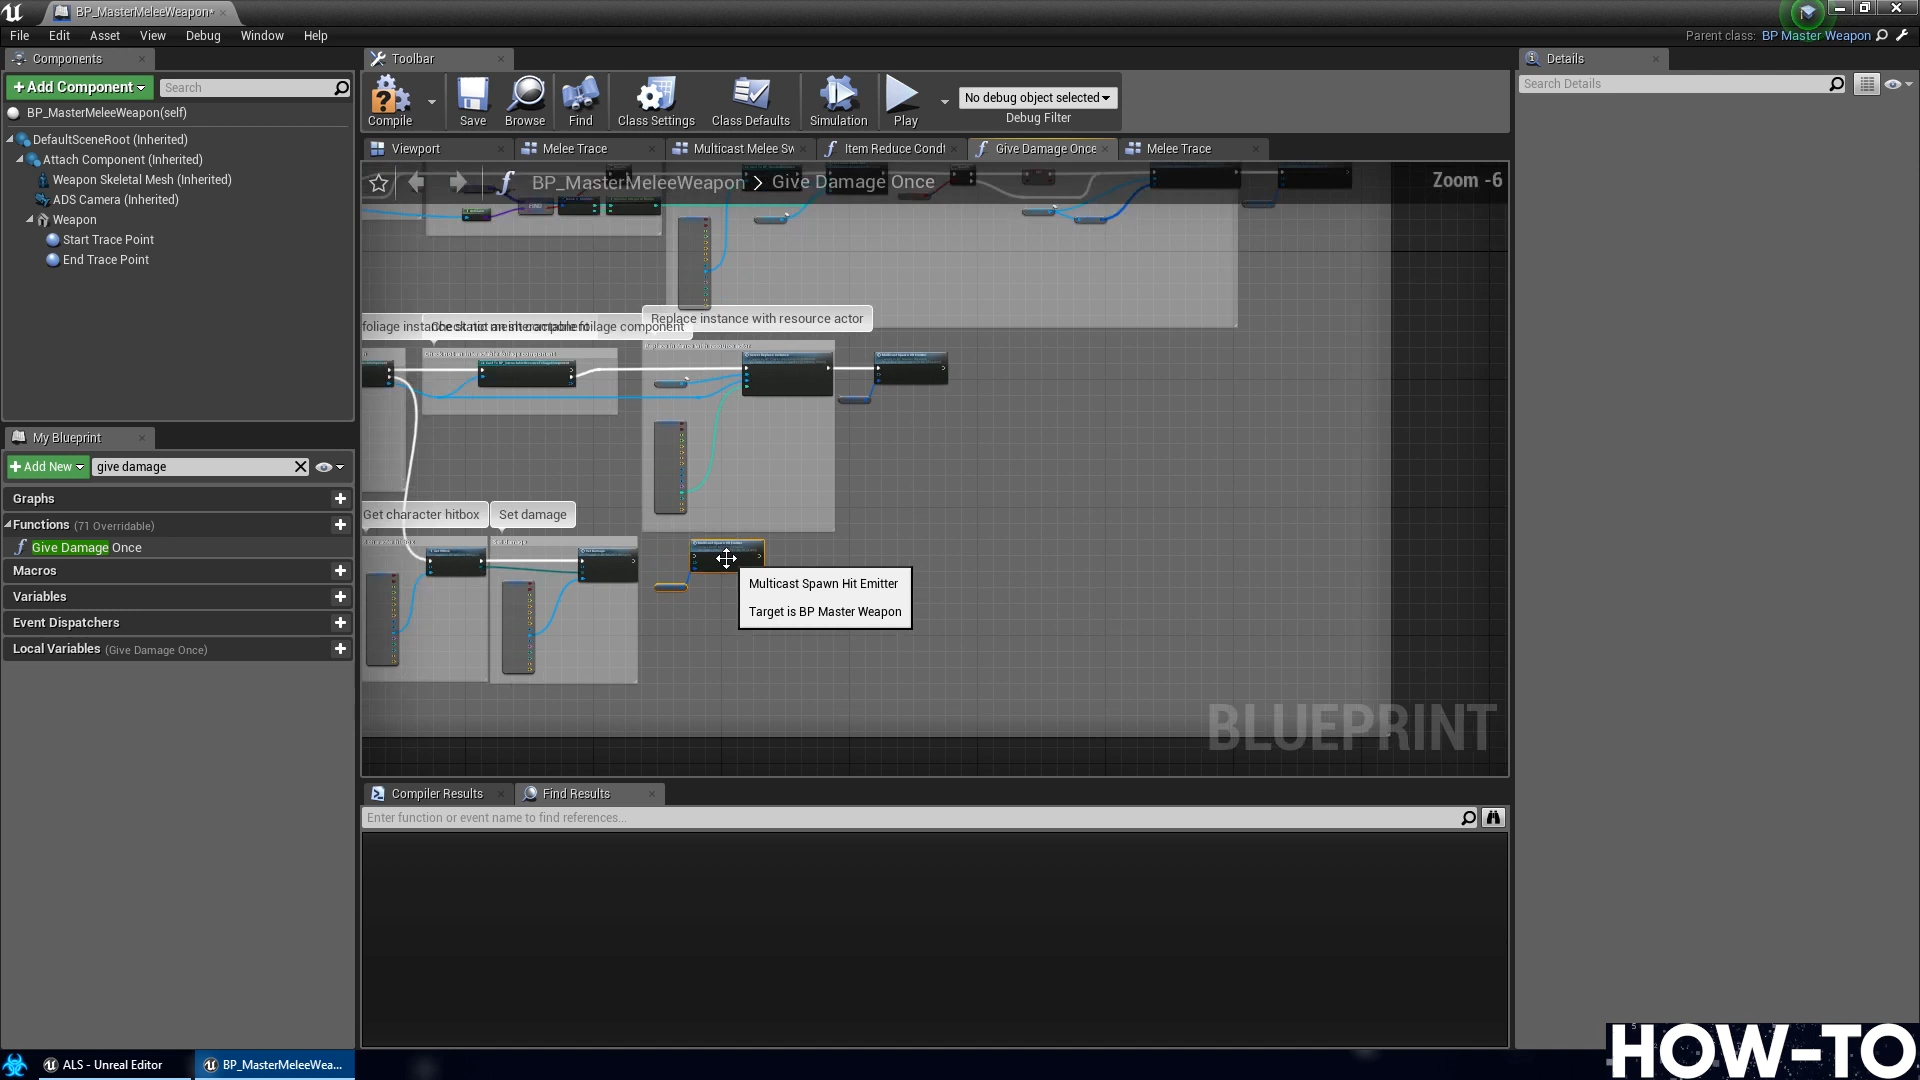 BP_MasterMeleeWeapon*
File Edit Asset View Debug Window Help
Parent class: BP Master Weapon
Components
Toolbar
Details
Add Component
Search
Search Details
BP_MasterMeleeWeapon(self)
Compile
Save
Browse
Find
Class Settings
Class Defaults
Simulation
Play
No debug object selected
Debug Filter
DefaultSceneRoot (Inherited)
Attach Component (Inherited)
Weapon Skeletal Mesh (Inherited)
ADS Camera (Inherited)
Weapon
Start Trace Point
End Trace Point
Viewport
Melee Trace
Multicast Melee Sw
Item Reduce Condi
Give Damage Once
Melee Trace
BP_MasterMeleeWeapon > Give Damage Once
Zoom -6
Replace instance with resource actor
foliage component
Get character hitbox
Set damage
Multicast Spawn Hit Emitter
Target is BP Master Weapon
BLUEPRINT
My Blueprint
Add New
give damage
Graphs
Functions (71 Overridable)
Give Damage Once
Macros
Variables
Event Dispatchers
Local Variables (Give Damage Once)
Compiler Results
Find Results
Enter function or event name to find references...
ALS - Unreal Editor
BP_MasterMeleeWea...
HOW-TO